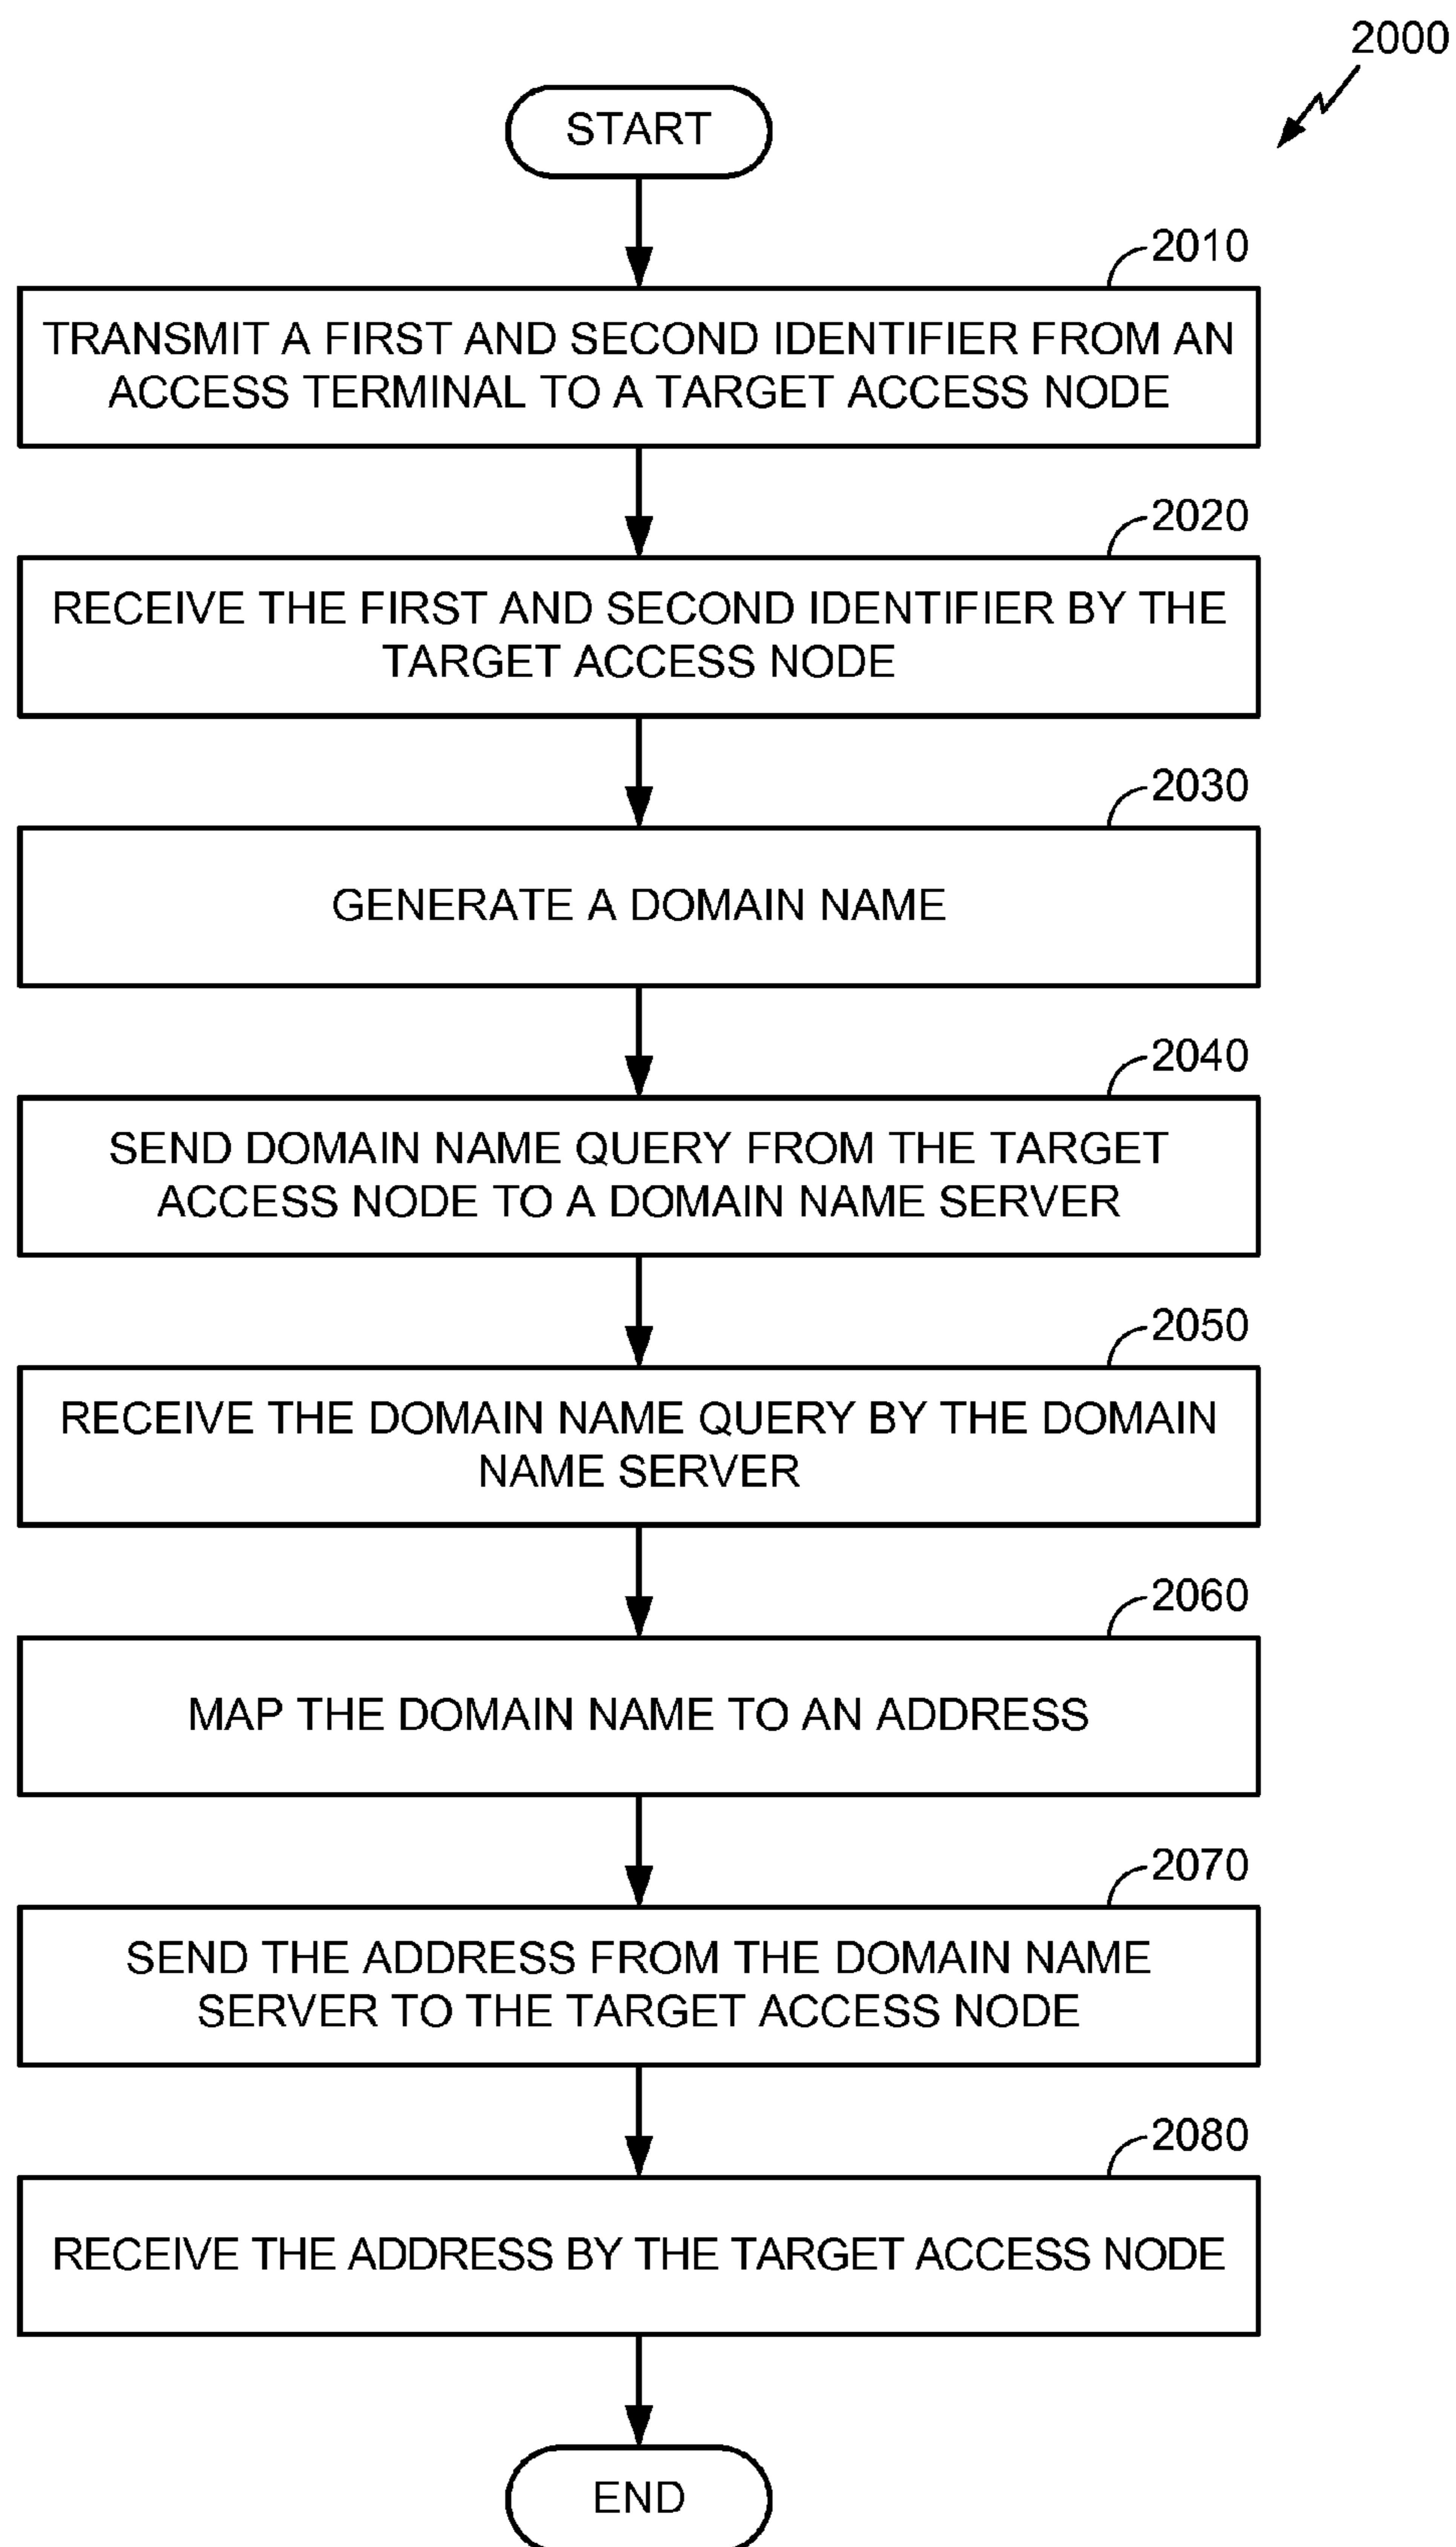 2000
START
2010
TRANSMIT A FIRST AND SECOND IDENTIFIER FROM AN
ACCESS TERMINAL TO A TARGET ACCESS NODE
2020
RECEIVE THE FIRST AND SECOND IDENTIFIER BY THE
TARGET ACCESS NODE
2030
GENERATE A DOMAIN NAME
2040
SEND DOMAIN NAME QUERY FROM THE TARGET
ACCESS NODE TO A DOMAIN NAME SERVER
2050
RECEIVE THE DOMAIN NAME QUERY BY THE DOMAIN
NAME SERVER
2060
MAP THE DOMAIN NAME TO AN ADDRESS
2070
SEND THE ADDRESS FROM THE DOMAIN NAME
SERVER TO THE TARGET ACCESS NODE
2080
RECEIVE THE ADDRESS BY THE TARGET ACCESS NODE
END